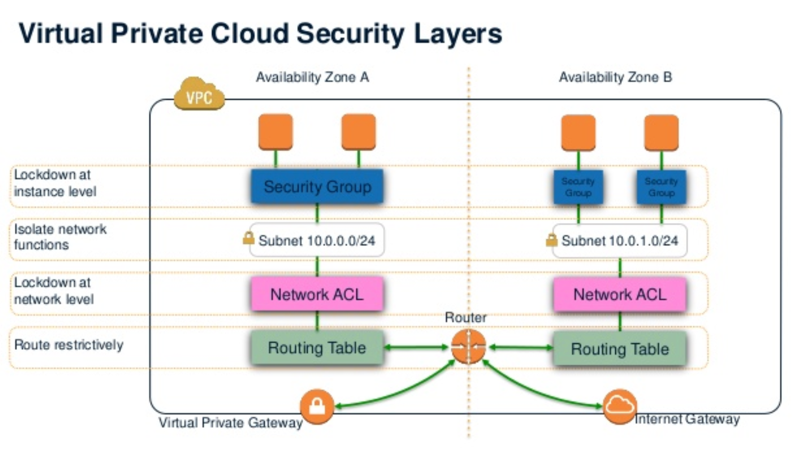 Virtual Private Cloud Security Layers
Availability Zone A
Availability Zone B
VPC
Lockdown at
instance level
Security Group
Security
Group
Security
Group
Isolate network
functions
Subnet 10.0.0.0/24
Subnet 10.0.1.0/24
Lockdown at
network level
Network ACL
Network ACL
Router
Route restrictively
Routing Table
Routing Table
Virtual Private Gateway
Internet Gateway